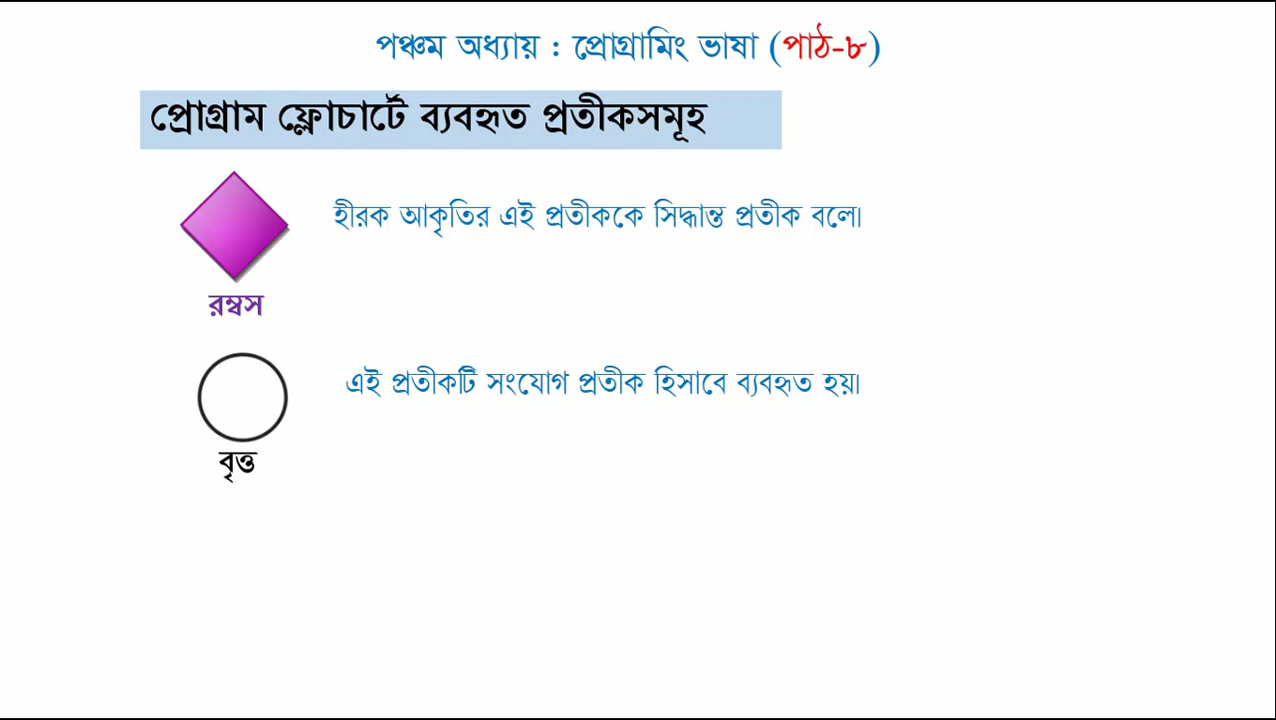 পঞ্চম অধ্যায় : প্রোগ্রামিং ভাষা (পাঠ-৮)
প্রোগ্রাম ফ্লোচার্টে ব্যবহৃত প্রতীকসমূহ
হীরক আকৃতির এই প্রতীককে সিদ্ধান্ত প্রতীক বলে।
রম্বস
এই প্রতীকটি সংযোগ প্রতীক হিসাবে ব্যবহৃত হয়।
বৃত্ত